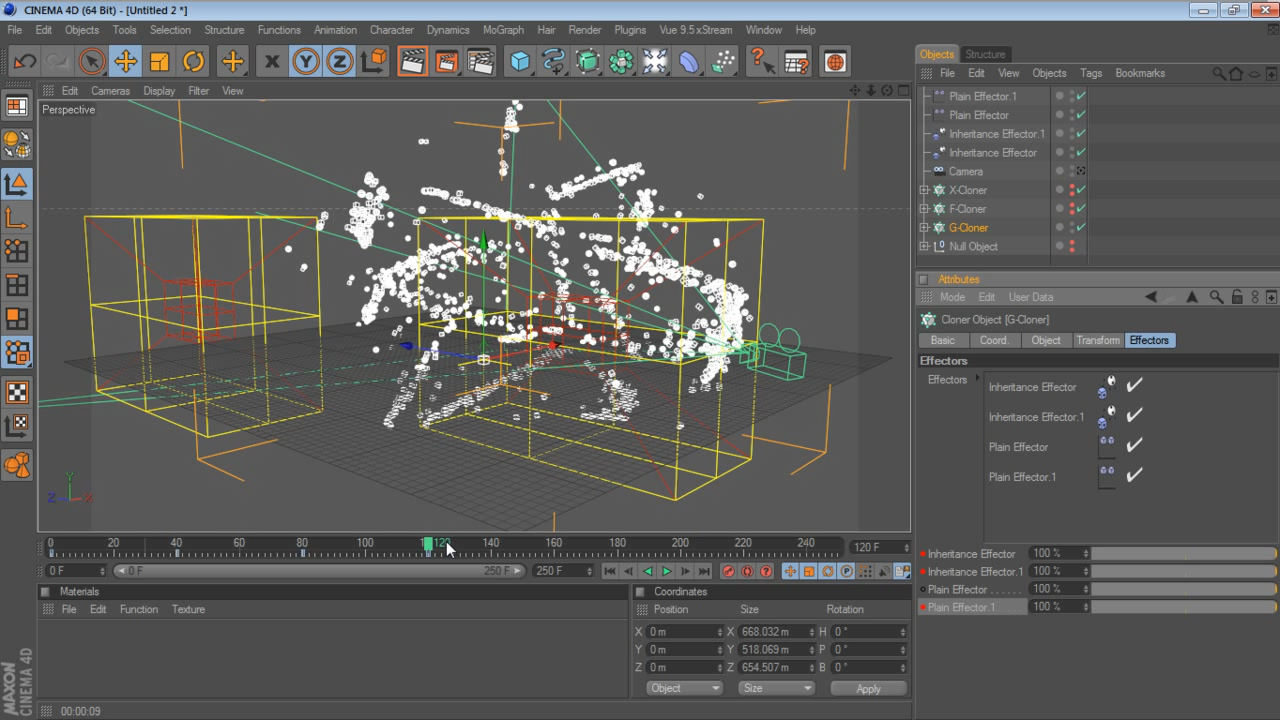 CINEMA 4D (64 Bit) - [Untitled 2 *]
File Edit Objects Tools Selection Structure Functions Animation Character Dynamics MoGraph Hair Render Plugins Vue 9.5 xStream Window Help
Objects Structure
File Edit View Objects Tags Bookmarks
Edit Cameras Display Filter View
Perspective
Plain Effector.1
Plain Effector
Inheritance Effector.1
Inheritance Effector
Camera
X-Cloner
F-Cloner
G-Cloner
Null Object
Attributes
Mode Edit User Data
Cloner Object [G-Cloner]
Basic Coord. Object Transform Effectors
Effectors
Effectors
Inheritance Effector
Inheritance Effector.1
Plain Effector
Plain Effector.1
Inheritance Effector 100 %
Inheritance Effector.1 100 %
Plain Effector . . . . . . 100 %
Plain Effector.1 100 %
Y
Z X
0 20 40 60 80 100 120 140 160 180 200 220 240 120 F
0 F 0 F 250 F 250 F
Materials
File Edit Function Texture
Coordinates
Position Size Rotation
X 0 m X 668.032 m H 0 °
Y 0 m Y 518.069 m P 0 °
Z 0 m Z 654.507 m B 0 °
Object Size Apply
MAXON
CINEMA 4D
00:00:09